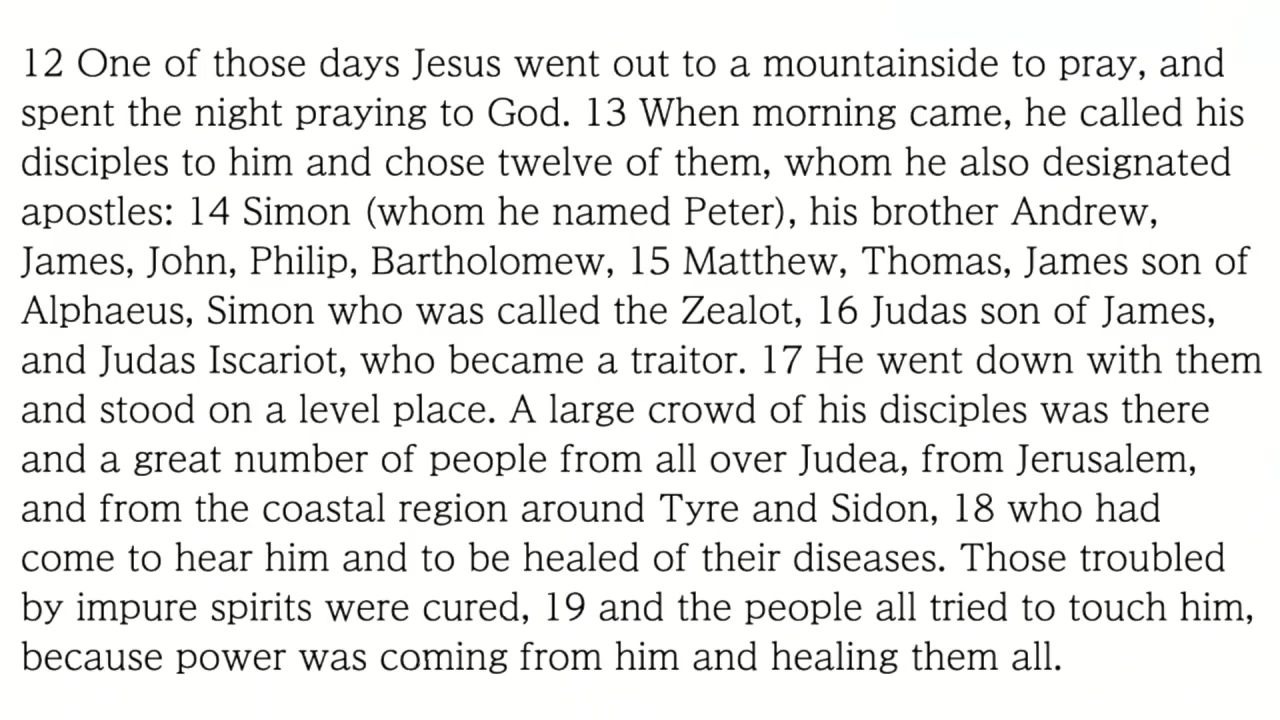 12 One of those days Jesus went out to a mountainside to pray, and
spent the night praying to God. 13 When morning came, he called his
disciples to him and chose twelve of them, whom he also designated
apostles: 14 Simon (whom he named Peter), his brother Andrew,
James, John, Philip, Bartholomew, 15 Matthew, Thomas, James son of
Alphaeus, Simon who was called the Zealot, 16 Judas son of James,
and Judas Iscariot, who became a traitor. 17 He went down with them
and stood on a level place. A large crowd of his disciples was there
and a great number of people from all over Judea, from Jerusalem,
and from the coastal region around Tyre and Sidon, 18 who had
come to hear him and to be healed of their diseases. Those troubled
by impure spirits were cured, 19 and the people all tried to touch him,
because power was coming from him and healing them all.